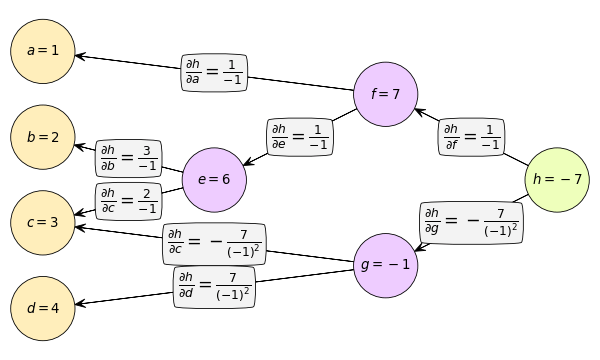 a = 1
∂h/∂a = 1/-1
f = 7
b = 2
∂h/∂b = 3/-1
∂h/∂e = 1/-1
∂h/∂f = 1/-1
e = 6
h = -7
∂h/∂c = 2/-1
c = 3
∂h/∂c = - 7/(-1)²
∂h/∂g = - 7/(-1)²
g = -1
∂h/∂d = 7/(-1)²
d = 4